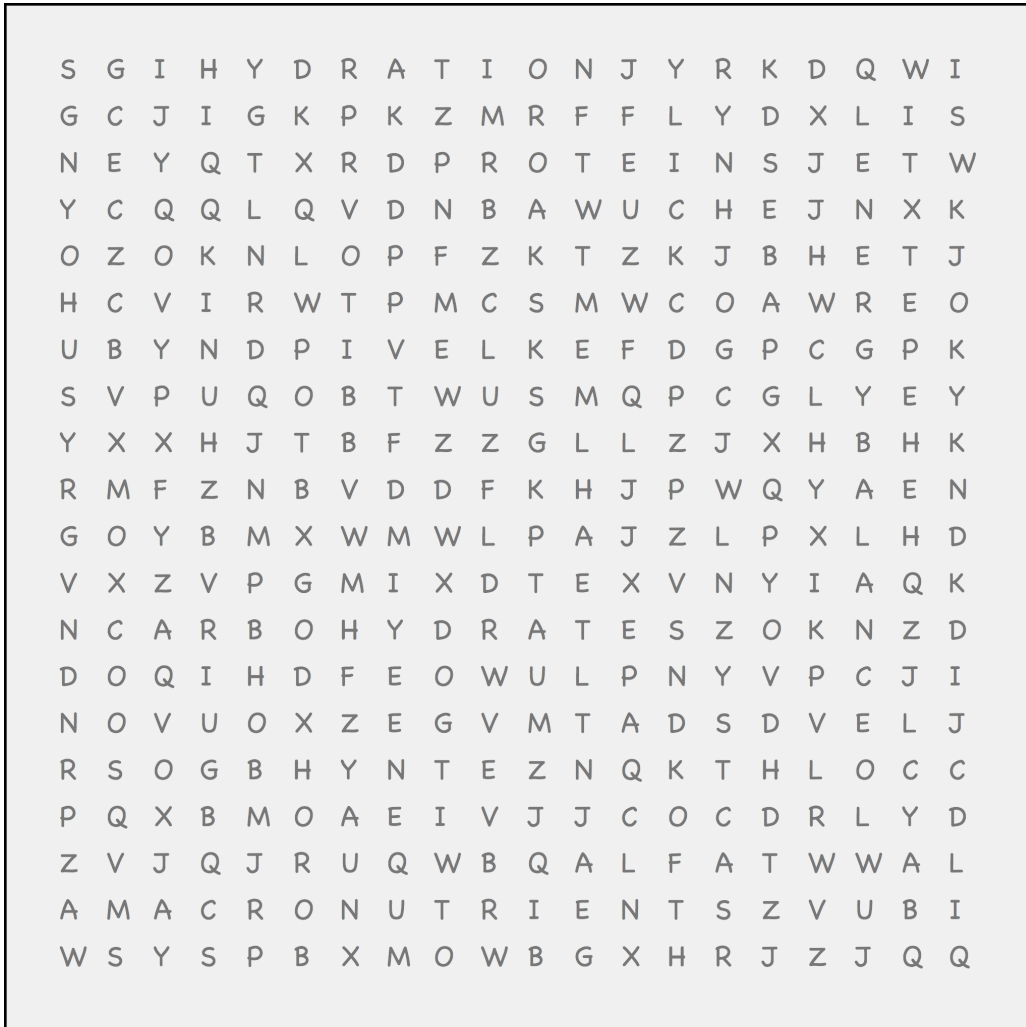 S G I H Y D R A T I O N J Y R K D Q W I
G C J I G K P K Z M R F F L Y D X L I S
N E Y Q T X R D P R O T E I N S J E T W
Y C Q Q L Q V D N B A W U C H E J N X K
O Z O K N L O P F Z K T Z K J B H E T J
H C V I R W T P M C S M W C O A W R E O
U B Y N D P I V E L K E F D G P C G P K
S V P U Q O B T W U S M Q P C G L Y E Y
Y X X H J T B F Z Z G L L Z J X H B H K
R M F Z N B V D D F K H J P W Q Y A E N
G O Y B M X W M W L P A J Z L P X L H D
V X Z V P G M I X D T E X V N Y I A Q K
N C A R B O H Y D R A T E S Z O K N Z D
D O Q I H D F E O W U L P N Y V P C J I
N O V U O X Z E G V M T A D S D V E L J
R S O G B H Y N T E Z N Q K T H L O C C
P Q X B M O A E I V J J C O C D R L Y D
Z V J Q J R U Q W B Q A L F A T W W A L
A M A C R O N U T R I E N T S Z V U B I
W S Y S P B X M O W B G X H R J Z J Q Q